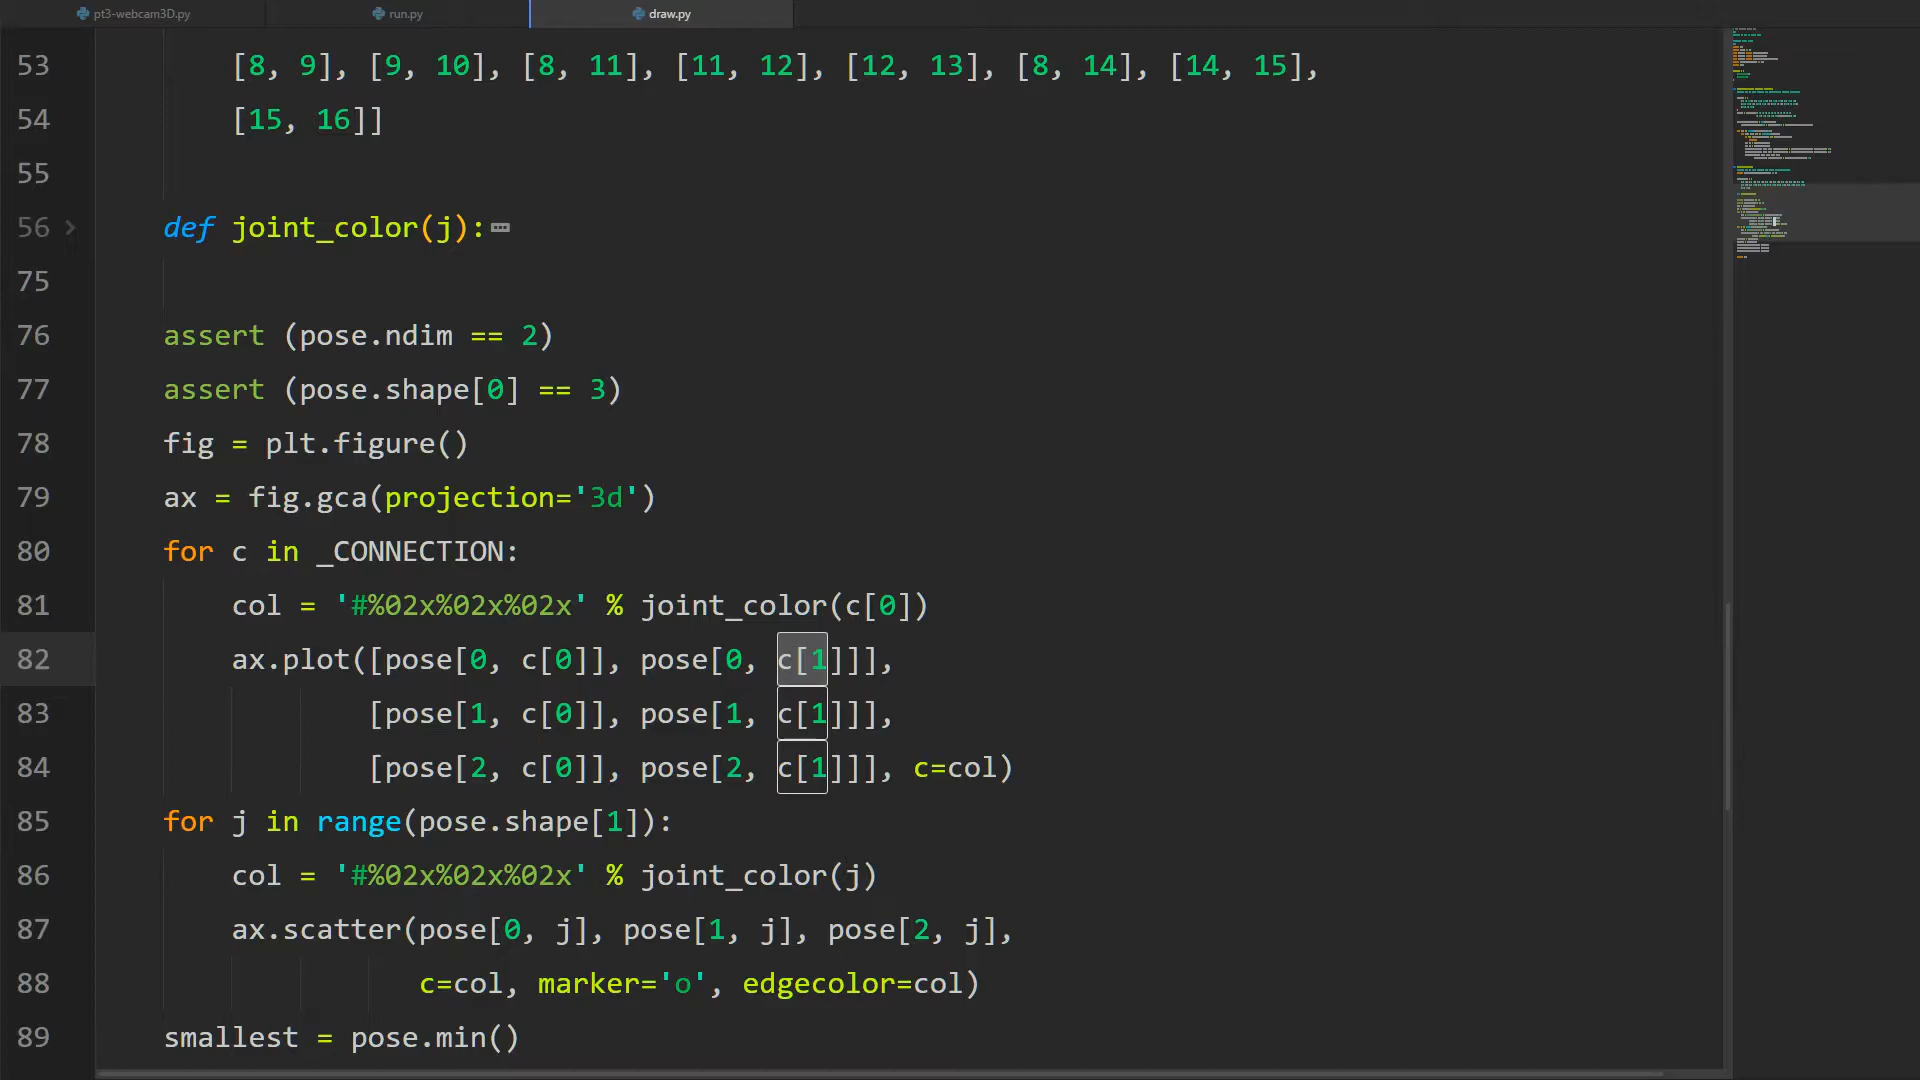 pt3-webcam3D.py
run.py
draw.py
53 [8, 9], [9, 10], [8, 11], [11, 12], [12, 13], [8, 14], [14, 15],
54 [15, 16]]
55
56 def joint_color(j):
75
76 assert (pose.ndim == 2)
77 assert (pose.shape[0] == 3)
78 fig = plt.figure()
79 ax = fig.gca(projection='3d')
80 for c in _CONNECTION:
81 col = '#%02x%02x%02x' % joint_color(c[0])
82 ax.plot([pose[0, c[0]], pose[0, c[1]]],
83 [pose[1, c[0]], pose[1, c[1]]],
84 [pose[2, c[0]], pose[2, c[1]]], c=col)
85 for j in range(pose.shape[1]):
86 col = '#%02x%02x%02x' % joint_color(j)
87 ax.scatter(pose[0, j], pose[1, j], pose[2, j],
88 c=col, marker='o', edgecolor=col)
89 smallest = pose.min()